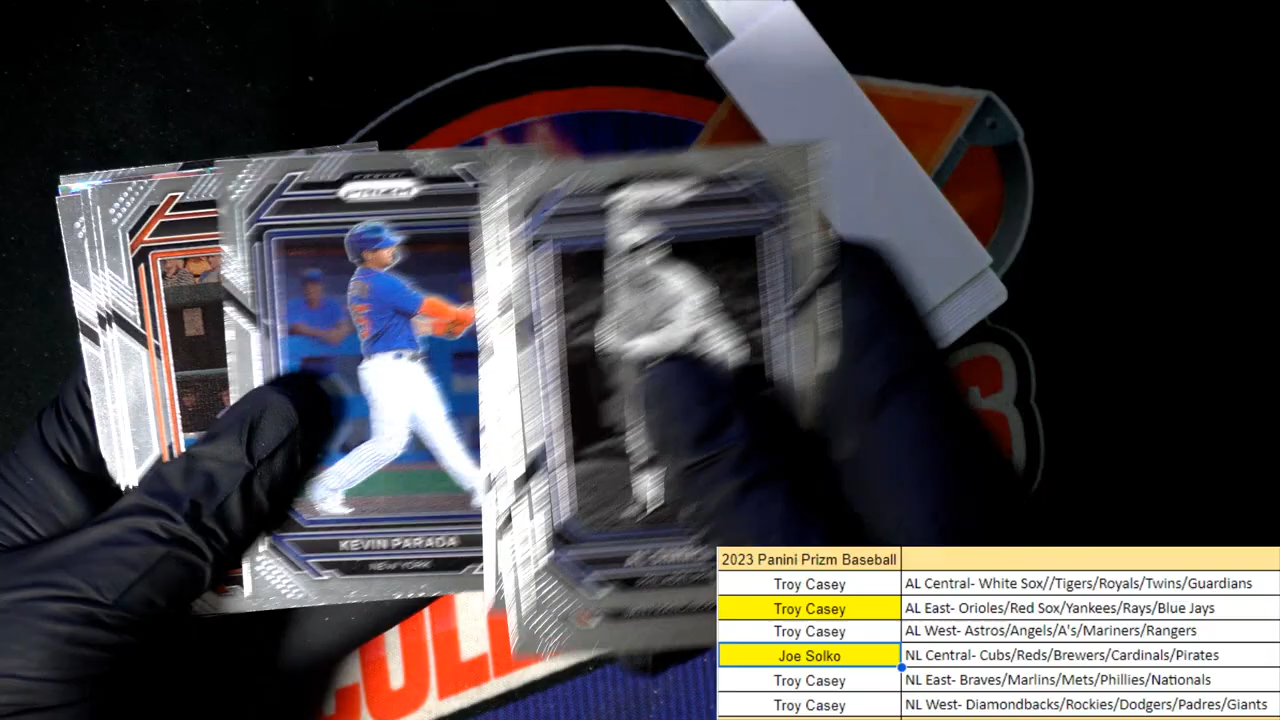 PRIZM
KEVIN PARADA
NEW YORK
2023 Panini Prizm Baseball
Troy Casey AL Central- White Sox//Tigers/Royals/Twins/Guardians
Troy Casey AL East- Orioles/Red Sox/Yankees/Rays/Blue Jays
Troy Casey AL West- Astros/Angels/A's/Mariners/Rangers
Joe Solko NL Central- Cubs/Reds/Brewers/Cardinals/Pirates
Troy Casey NL East- Braves/Marlins/Mets/Phillies/Nationals
Troy Casey NL West- Diamondbacks/Rockies/Dodgers/Padres/Giants